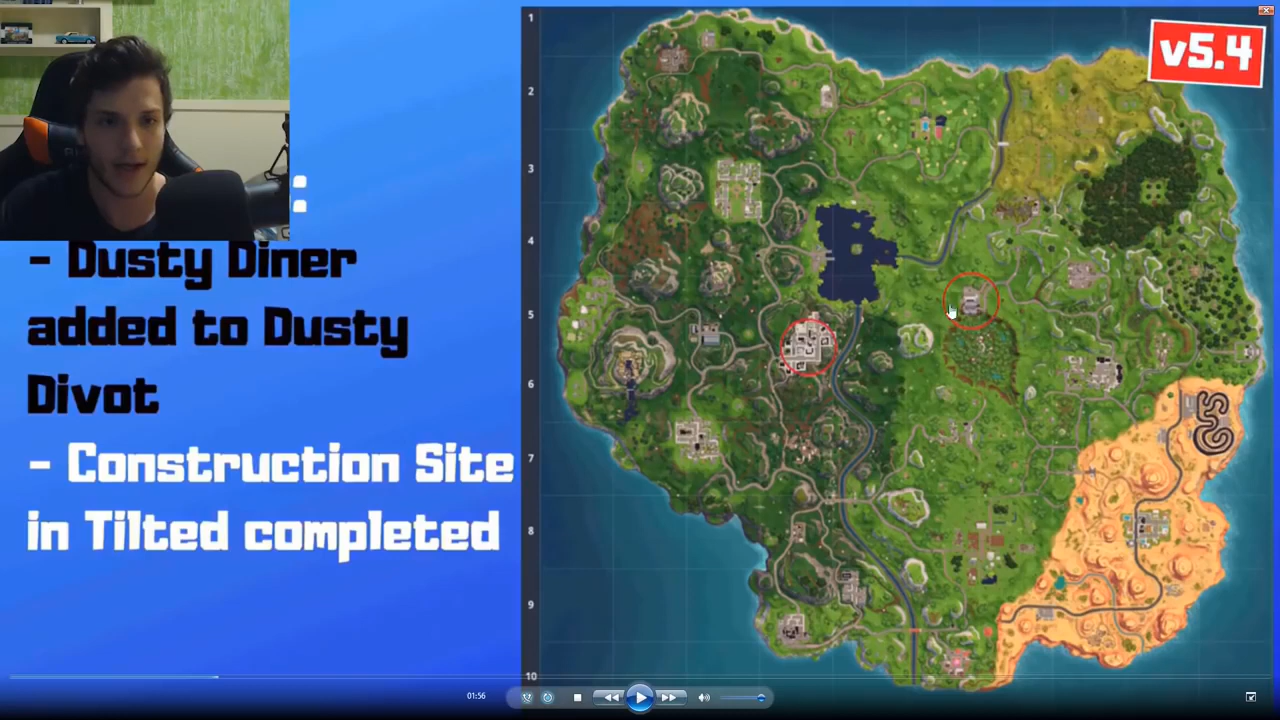 :
- Dusty Diner
added to Dusty
Divot
- Construction Site
in Tilted completed
v5.4
1
2
3
4
5
6
7
8
9
10
01:56